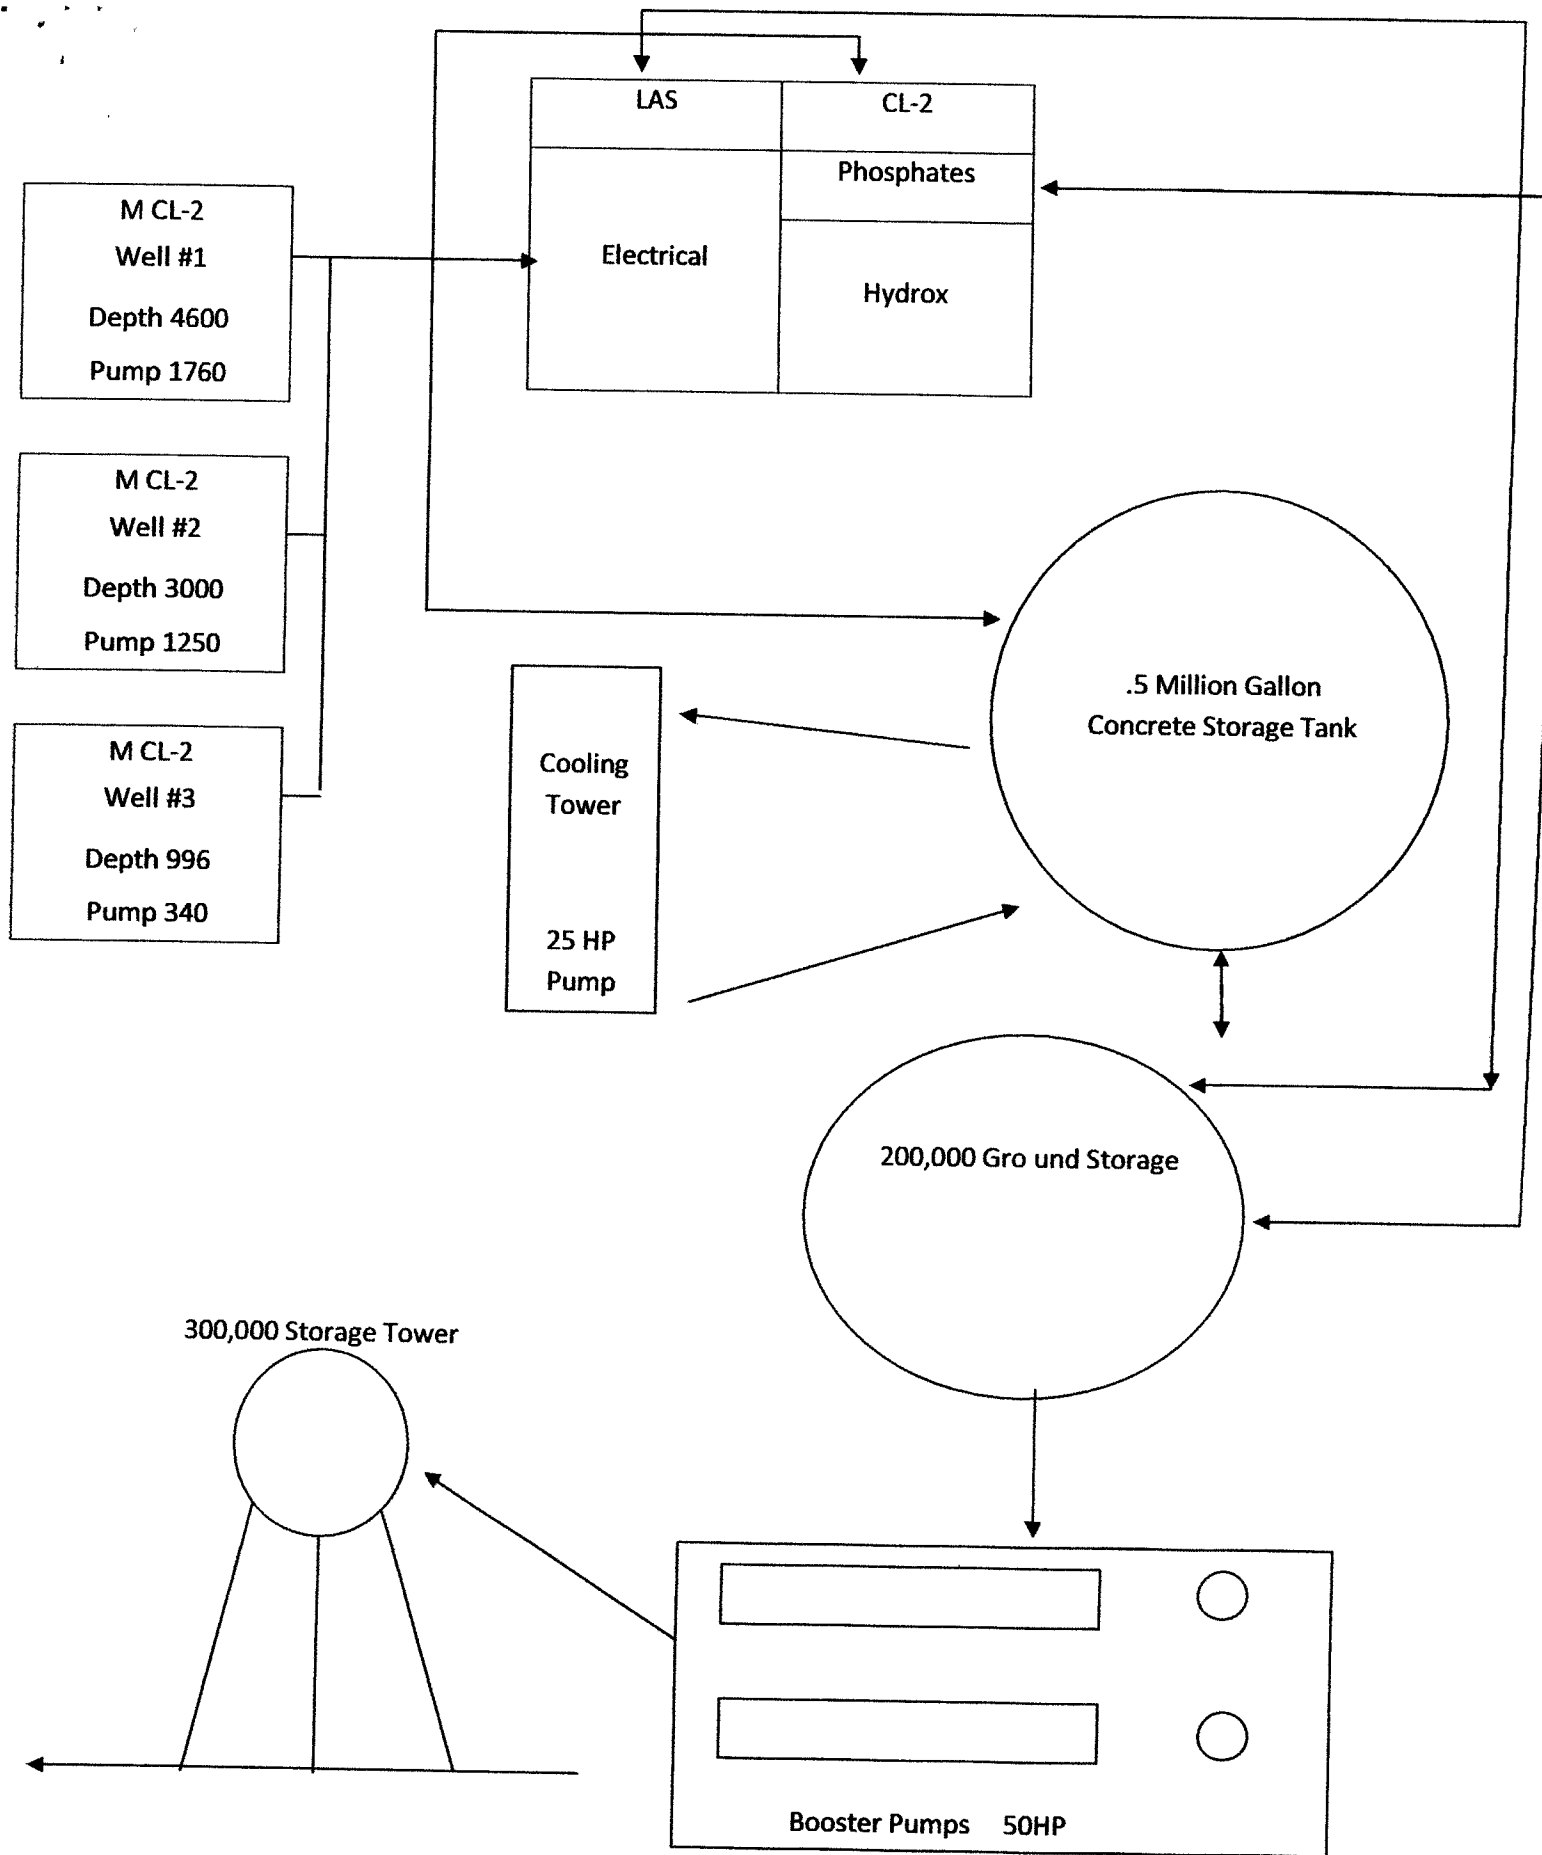 LAS
CL-2
Phosphates
Electrical
Hydrox
M CL-2
Well #1
Depth 4600
Pump 1760
M CL-2
Well #2
Depth 3000
Pump 1250
M CL-2
Well #3
Depth 996
Pump 340
.5 Million Gallon
Concrete Storage Tank
Cooling
Tower
25 HP
Pump
200,000 Gro und Storage
300,000 Storage Tower
Booster Pumps 50HP